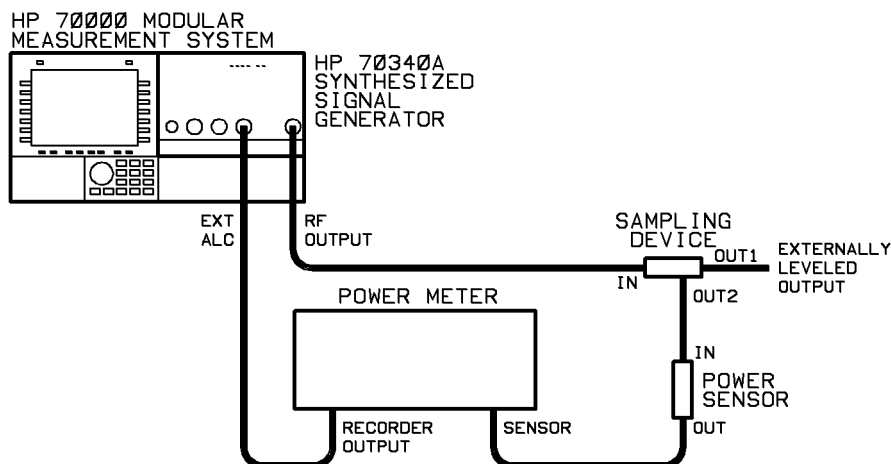 HP 70000 MODULAR
MEASUREMENT SYSTEM
HP 70340A
SYNTHESIZED
SIGNAL
GENERATOR
EXT
ALC
RF
OUTPUT
SAMPLING
DEVICE
OUT1
EXTERNALLY
LEVELED
OUTPUT
IN
OUT2
POWER METER
IN
POWER
SENSOR
OUT
RECORDER
OUTPUT
SENSOR